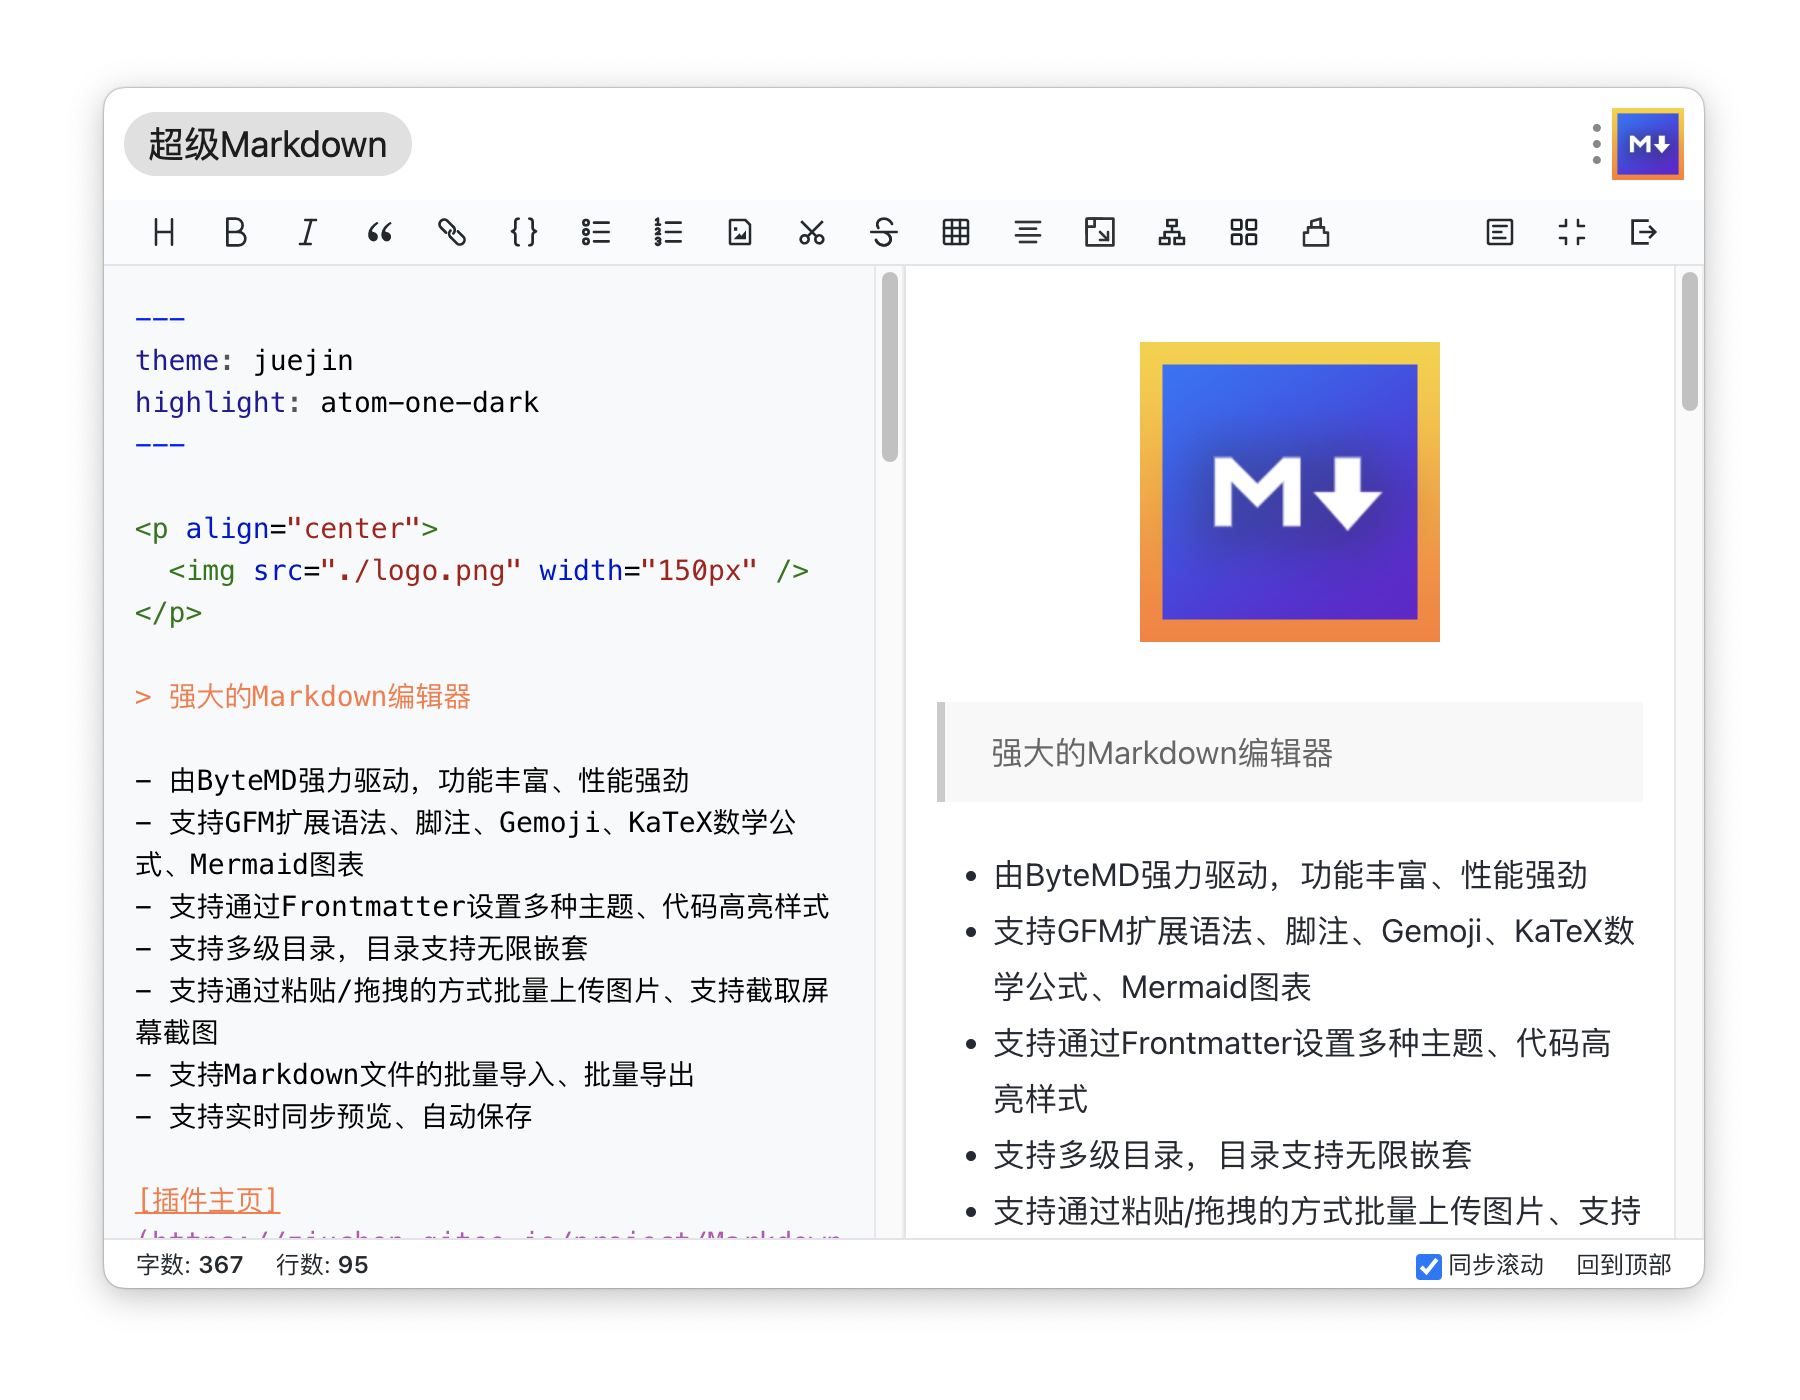 超级Markdown
M
---
theme: juejin
highlight: atom-one-dark
---
<p align="center">
<img src="./logo.png" width="150px" />
</p>
> 强大的Markdown编辑器
- 由ByteMD强力驱动，功能丰富、性能强劲
- 支持GFM扩展语法、脚注、Gemoji、KaTeX数学公
式、Mermaid图表
- 支持通过Frontmatter设置多种主题、代码高亮样式
- 支持多级目录，目录支持无限嵌套
- 支持通过粘贴/拖拽的方式批量上传图片、支持截取屏
幕截图
- 支持Markdown文件的批量导入、批量导出
- 支持实时同步预览、自动保存
[插件主页]
M
强大的Markdown编辑器
• 由ByteMD强力驱动，功能丰富、性能强劲
• 支持GFM扩展语法、脚注、Gemoji、KaTeX数
学公式、Mermaid图表
• 支持通过Frontmatter设置多种主题、代码高
亮样式
• 支持多级目录，目录支持无限嵌套
• 支持通过粘贴/拖拽的方式批量上传图片、支持
字数: 367 行数: 95
同步滚动 回到顶部